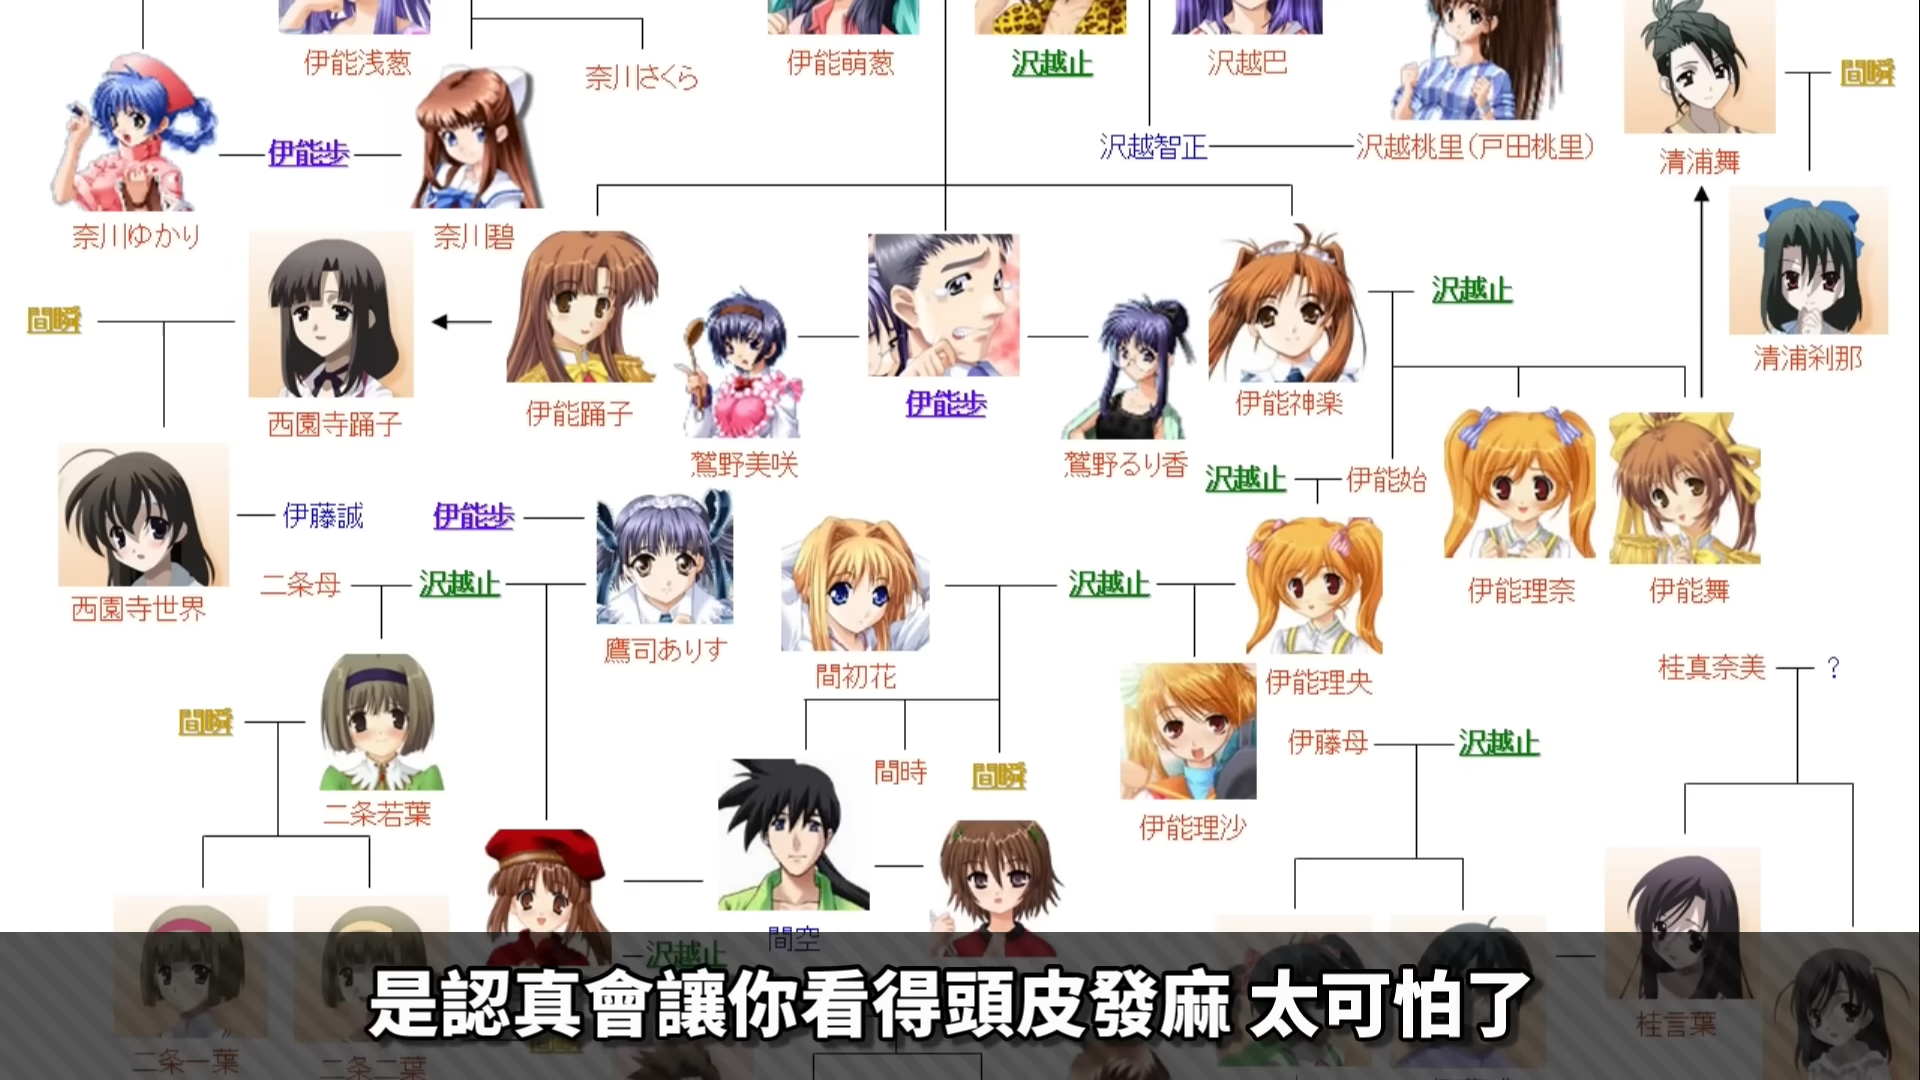 伊能浅葱
奈川さくら
伊能萌葱
沢越止
沢越巴
間瞬
伊能歩
沢越智正
沢越桃里(戸田桃里)
清浦舞
奈川ゆかり
奈川碧
沢越止
間瞬
清浦刹那
西園寺踊子
伊能踊子
伊能歩
伊能神楽
鷲野美咲
鷲野るり香
沢越止
伊能始
伊藤誠
伊能歩
二条母
沢越止
沢越止
伊能理奈
伊能舞
西園寺世界
鷹司ありす
間初花
伊能理央
桂真奈美
?
間瞬
伊藤母
沢越止
間時
間瞬
二条若葉
伊能理沙
間空
沢越止
是認真會讓你看得頭皮發麻 太可怕了
桂言葉
二条一葉
二条二葉